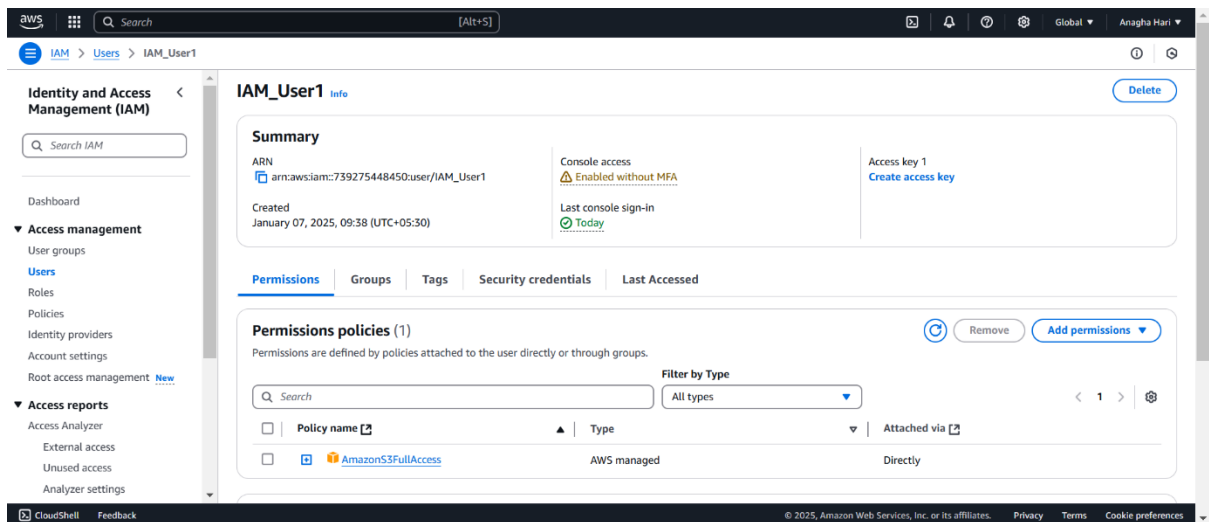 aws
Search
[Alt+S]
Global
Anagha Hari
IAM > Users > IAM_User1
Identity and Access Management (IAM)
Search IAM
Dashboard
Access management
User groups
Users
Roles
Policies
Identity providers
Account settings
Root access management New
Access reports
Access Analyzer
External access
Unused access
Analyzer settings
IAM_User1 Info
Delete
Summary
ARN
arn:aws:iam::739275448450:user/IAM_User1
Console access
Enabled without MFA
Access key 1
Create access key
Created
January 07, 2025, 09:38 (UTC+05:30)
Last console sign-in
Today
Permissions Groups Tags Security credentials Last Accessed
Permissions policies (1)
Remove
Add permissions
Permissions are defined by policies attached to the user directly or through groups.
Filter by Type
Search
All types
1
Policy name Type Attached via
AmazonS3FullAccess AWS managed Directly
CloudShell Feedback
© 2025, Amazon Web Services, Inc. or its affiliates. Privacy Terms Cookie preferences